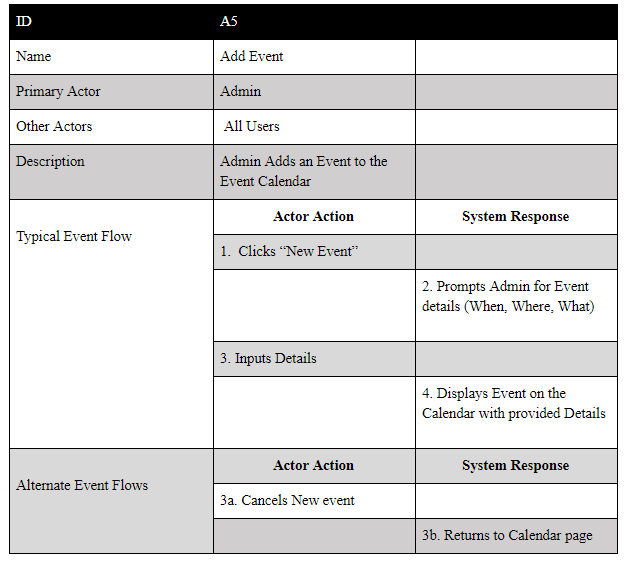 ID A5
Name Add Event
Primary Actor Admin
Other Actors All Users
Description Admin Adds an Event to the
Event Calendar
Typical Event Flow
Actor Action System Response
1. Clicks “New Event”
2. Prompts Admin for Event
details (When, Where, What)
3. Inputs Details
4. Displays Event on the
Calendar with provided Details
Alternate Event Flows
Actor Action System Response
3a. Cancels New event
3b. Returns to Calendar page